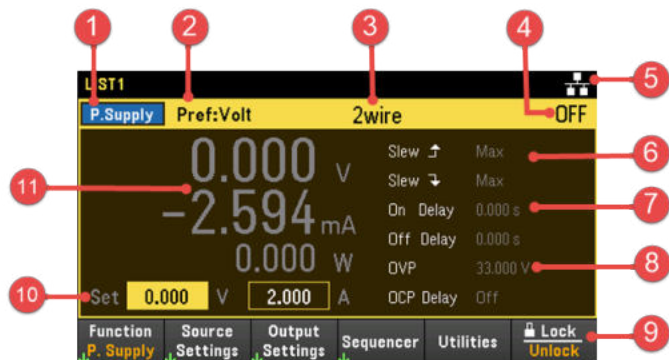 1 2 3 4
LIST1
5
P.Supply Pref:Volt 2wire OFF
0.000 V
Slew Max
6
11
-2.594 mA
Slew Max
On Delay 0.000 s
7
0.000 W
Off Delay 0.000 s
OVP 33.000 V
8
10
Set 0.000 V 2.000 A
OCP Delay Off
Function P. Supply
Source Settings
Output Settings
Sequencer
Utilities
Lock Unlock
9